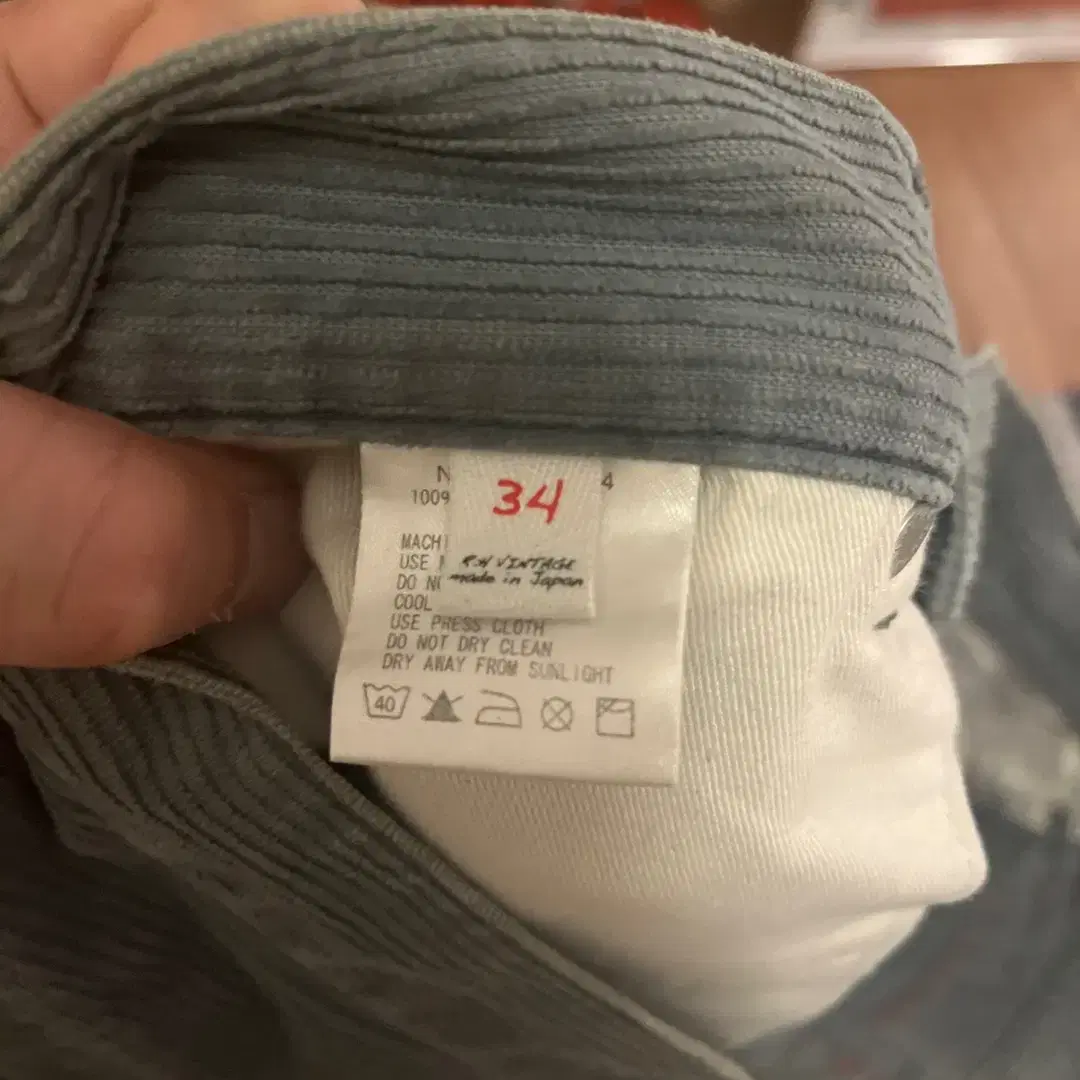 N
4
1009
34
MACHI
USE
RH VINTAGE
DO NO
made in Japan
COOL
USE PRESS CLOTH
DO NOT DRY CLEAN
DRY AWAY FROM SUNLIGHT
40